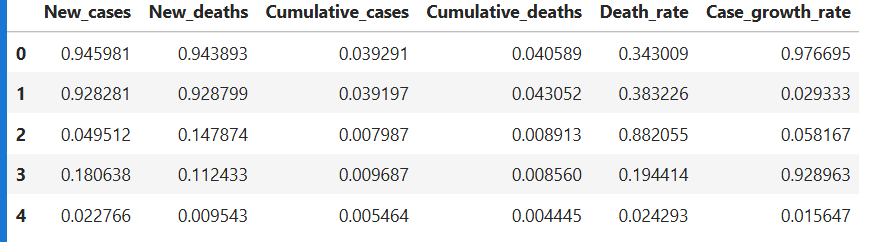 New_cases New_deaths Cumulative_cases Cumulative_deaths Death_rate Case_growth_rate
0 0.945981 0.943893 0.039291 0.040589 0.343009 0.976695
1 0.928281 0.928799 0.039197 0.043052 0.383226 0.029333
2 0.049512 0.147874 0.007987 0.008913 0.882055 0.058167
3 0.180638 0.112433 0.009687 0.008560 0.194414 0.928963
4 0.022766 0.009543 0.005464 0.004445 0.024293 0.015647